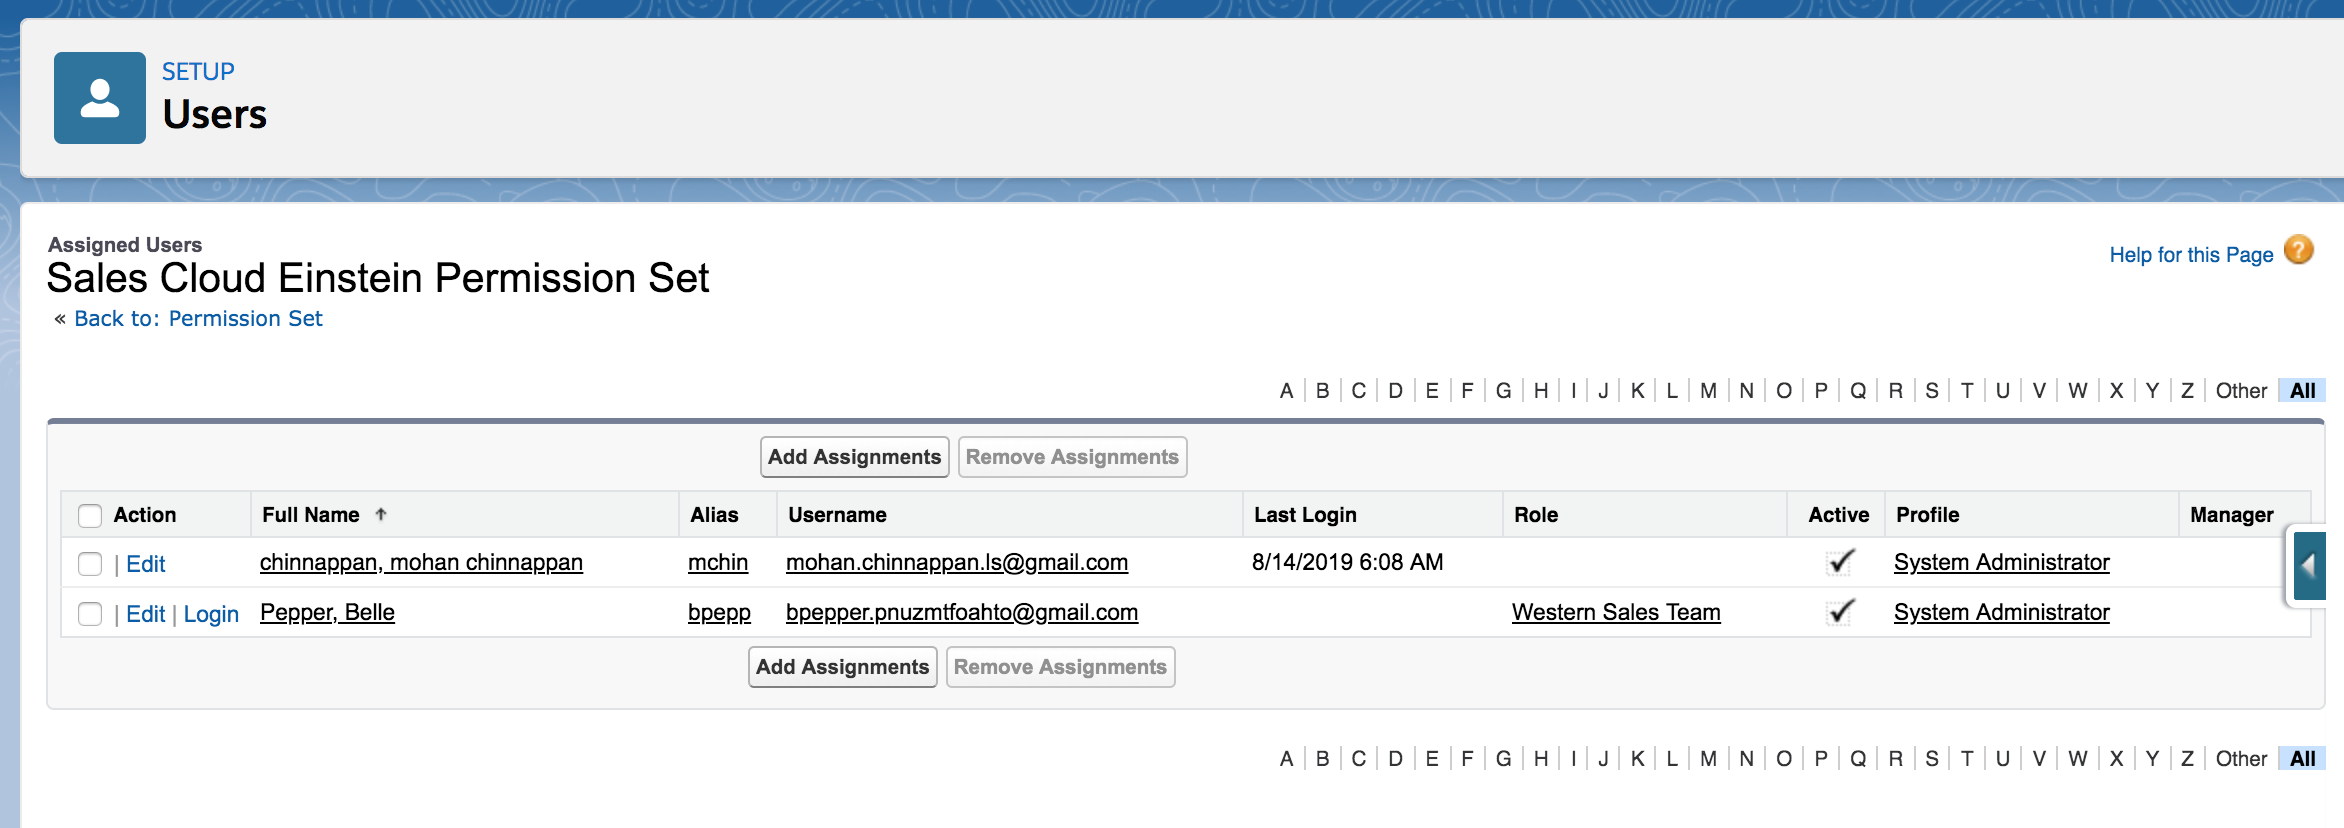 SETUP
Users
Assigned Users
Sales Cloud Einstein Permission Set
Help for this Page ?
« Back to: Permission Set
A | B | C | D | E | F | G | H | I | J | K | L | M | N | O | P | Q | R | S | T | U | V | W | X | Y | Z | Other | All
Add Assignments Remove Assignments
Action Full Name ↑ Alias Username Last Login Role Active Profile Manager
| Edit chinnappan, mohan chinnappan mchin mohan.chinnappan.ls@gmail.com 8/14/2019 6:08 AM System Administrator
| Edit | Login Pepper, Belle bpepp bpepper.pnuzmtfoahto@gmail.com Western Sales Team System Administrator
Add Assignments Remove Assignments
A | B | C | D | E | F | G | H | I | J | K | L | M | N | O | P | Q | R | S | T | U | V | W | X | Y | Z | Other | All